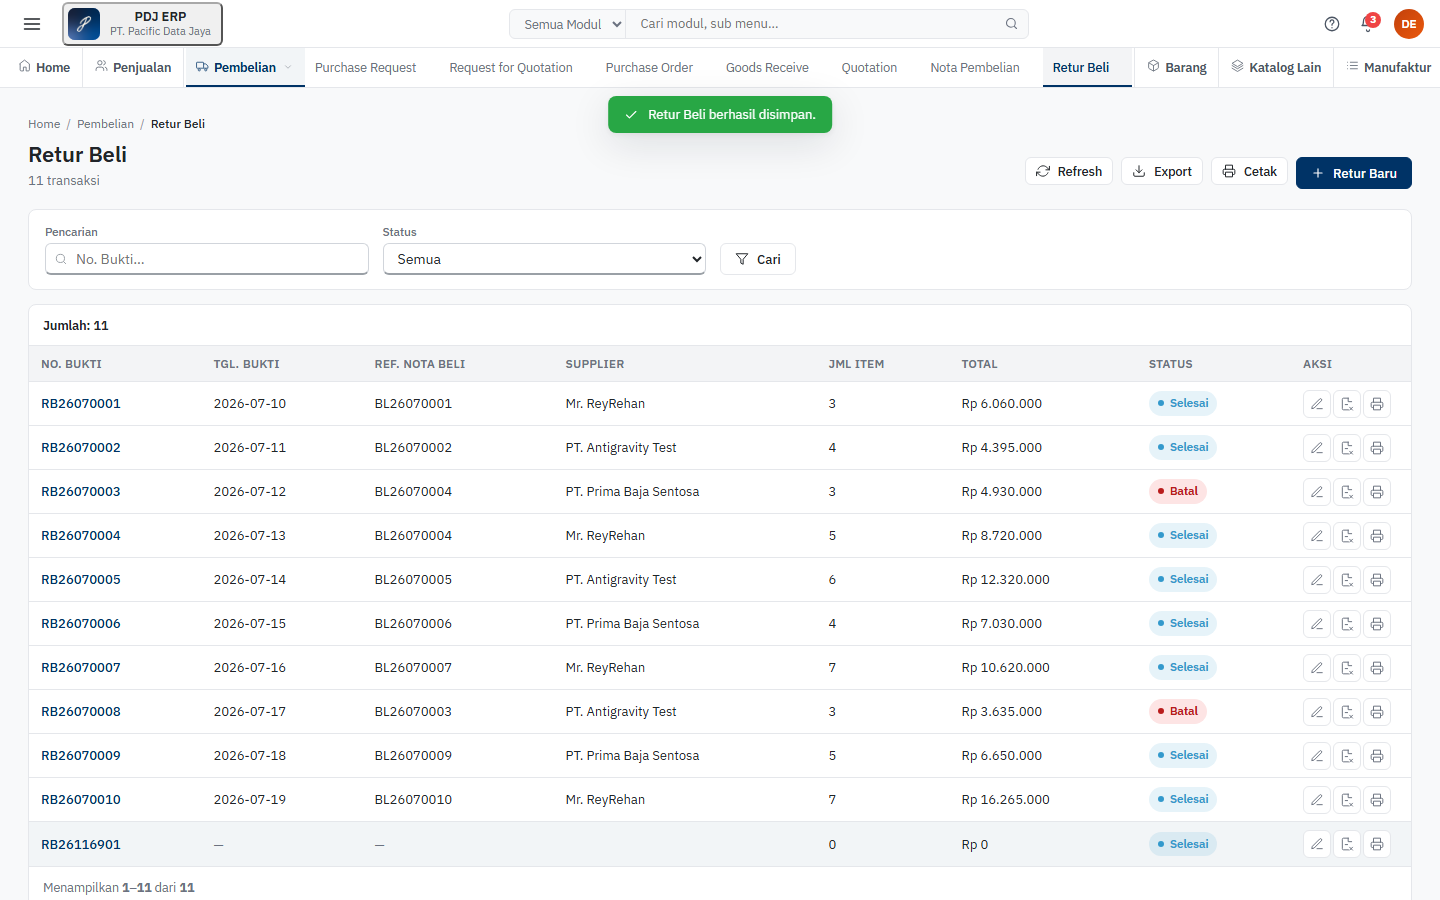 PDJ ERP
PT. Pacific Data Jaya
Semua Modul
Cari modul, sub menu...
3
DE
Home
Penjualan
Pembelian
Purchase Request
Request for Quotation
Purchase Order
Goods Receive
Quotation
Nota Pembelian
Retur Beli
Barang
Katalog Lain
Manufaktur
Retur Beli berhasil disimpan.
Home / Pembelian / Retur Beli
Retur Beli
11 transaksi
Refresh
Export
Cetak
Retur Baru
Pencarian
Status
No. Bukti...
Semua
Cari
Jumlah: 11
NO. BUKTI TGL. BUKTI REF. NOTA BELI SUPPLIER JML ITEM TOTAL STATUS AKSI
RB26070001 2026-07-10 BL26070001 Mr. ReyRehan 3 Rp 6.060.000 Selesai
RB26070002 2026-07-11 BL26070002 PT. Antigravity Test 4 Rp 4.395.000 Selesai
RB26070003 2026-07-12 BL26070004 PT. Prima Baja Sentosa 3 Rp 4.930.000 Batal
RB26070004 2026-07-13 BL26070004 Mr. ReyRehan 5 Rp 8.720.000 Selesai
RB26070005 2026-07-14 BL26070005 PT. Antigravity Test 6 Rp 12.320.000 Selesai
RB26070006 2026-07-15 BL26070006 PT. Prima Baja Sentosa 4 Rp 7.030.000 Selesai
RB26070007 2026-07-16 BL26070007 Mr. ReyRehan 7 Rp 10.620.000 Selesai
RB26070008 2026-07-17 BL26070003 PT. Antigravity Test 3 Rp 3.635.000 Batal
RB26070009 2026-07-18 BL26070009 PT. Prima Baja Sentosa 5 Rp 6.650.000 Selesai
RB26070010 2026-07-19 BL26070010 Mr. ReyRehan 7 Rp 16.265.000 Selesai
RB26116901 — — 0 Rp 0 Selesai
Menampilkan 1–11 dari 11